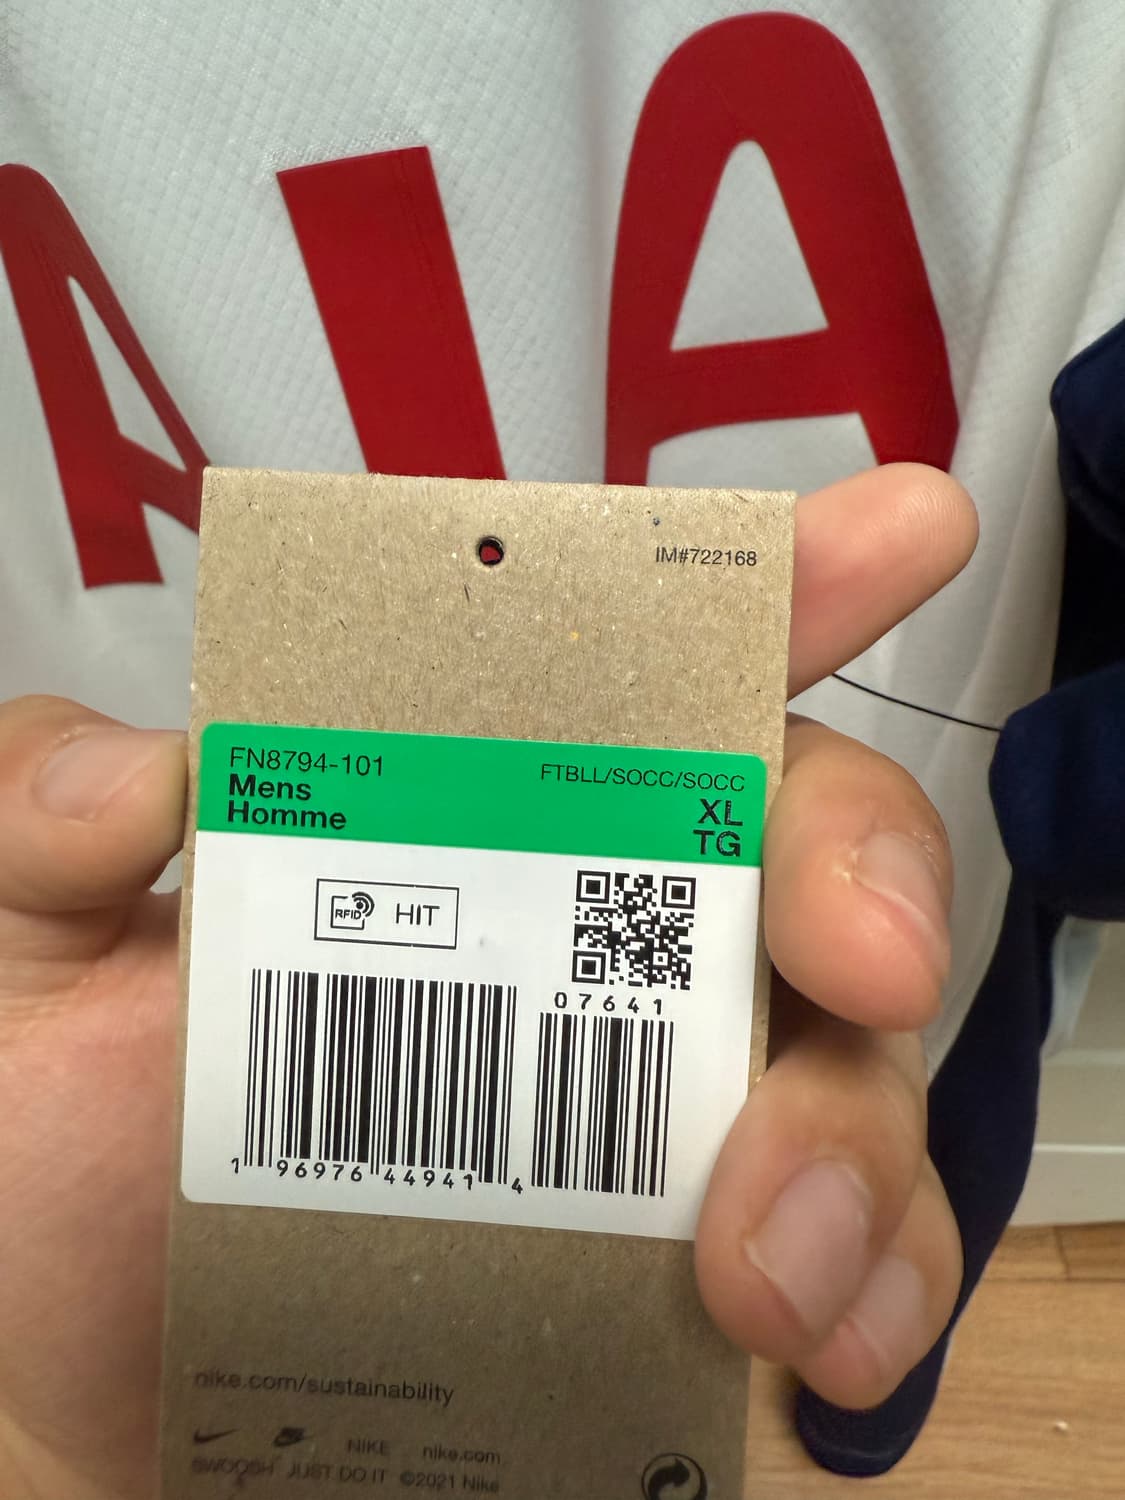 AIA
IM#722168
FN8794-101
FTBLL/SOCC/SOCC
Mens
XL
Homme
TG
RFID HIT
07641
1 96976 44941 4
nike.com/sustainability
NIKE nike.com
SWOOSH JUST DO IT ©2021 Nike